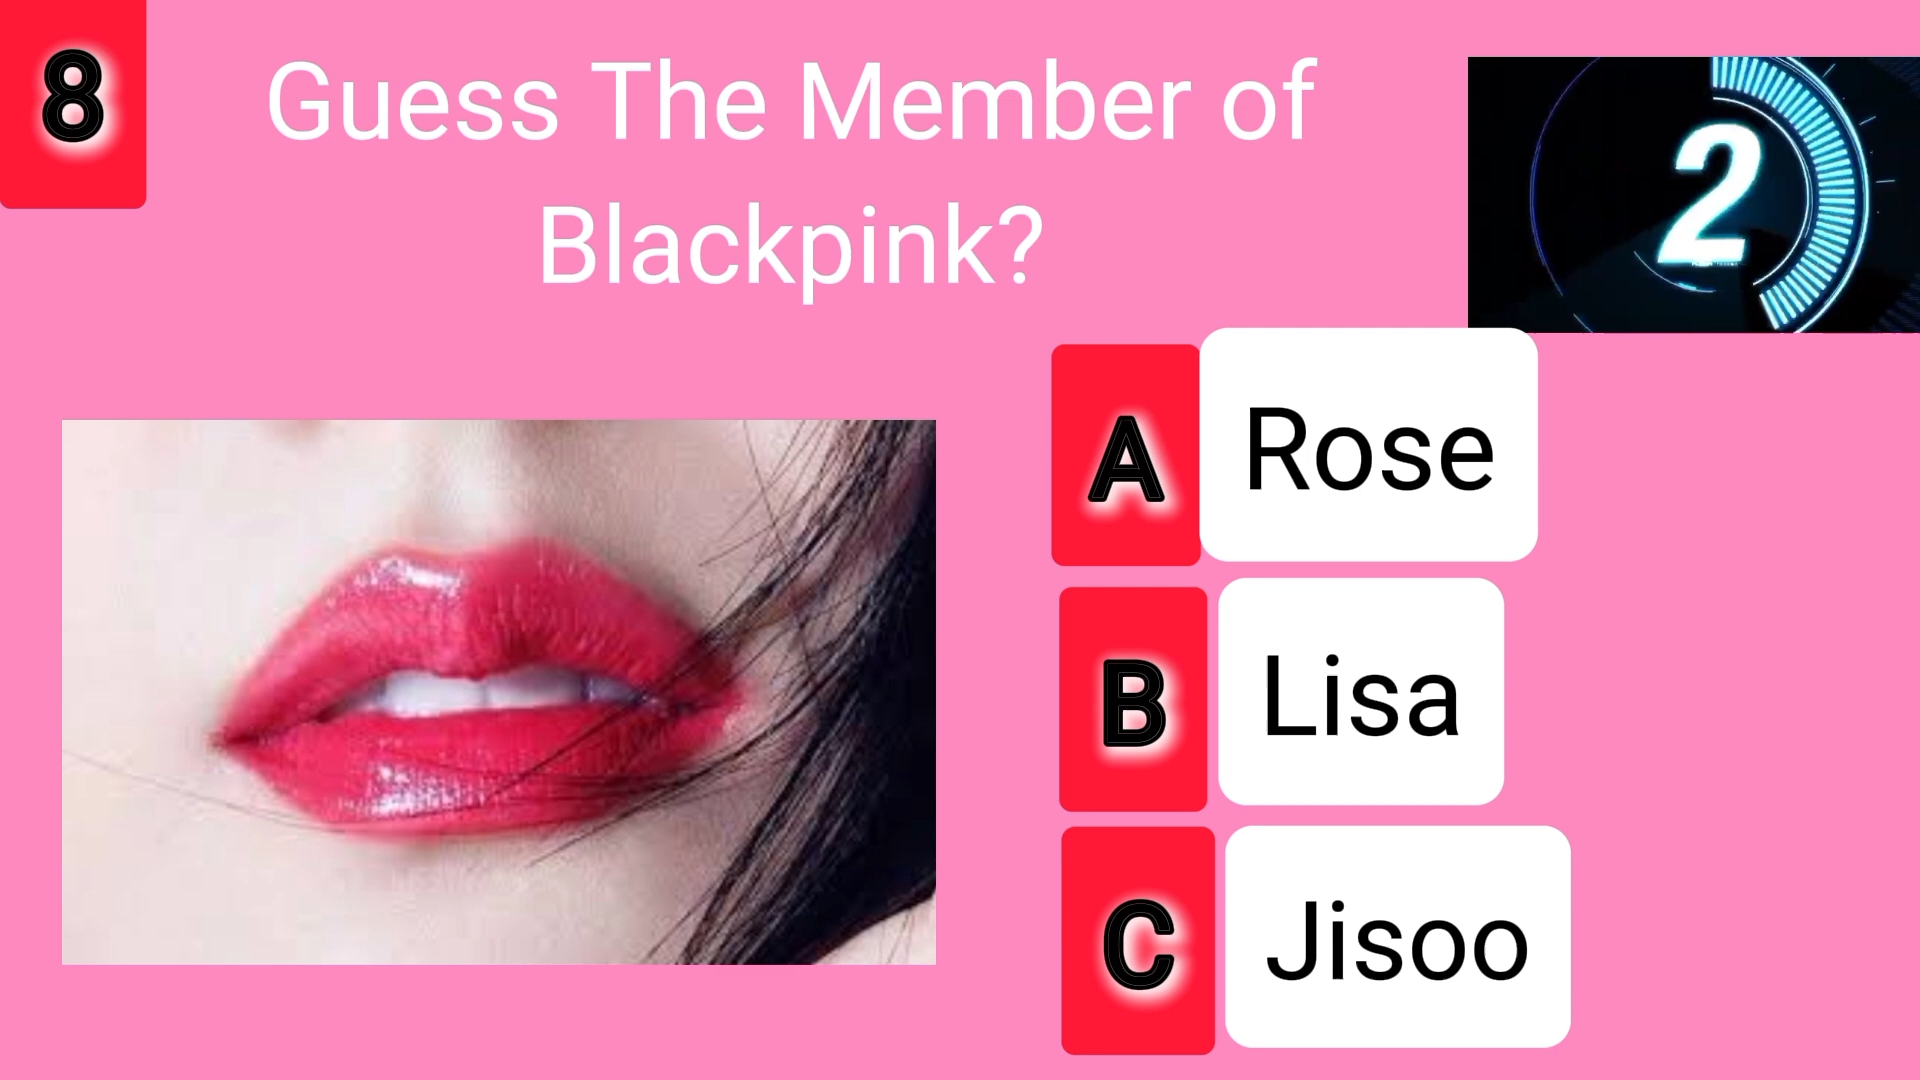 8
Guess The Member of
Blackpink?
2
A Rose
B Lisa
C Jisoo